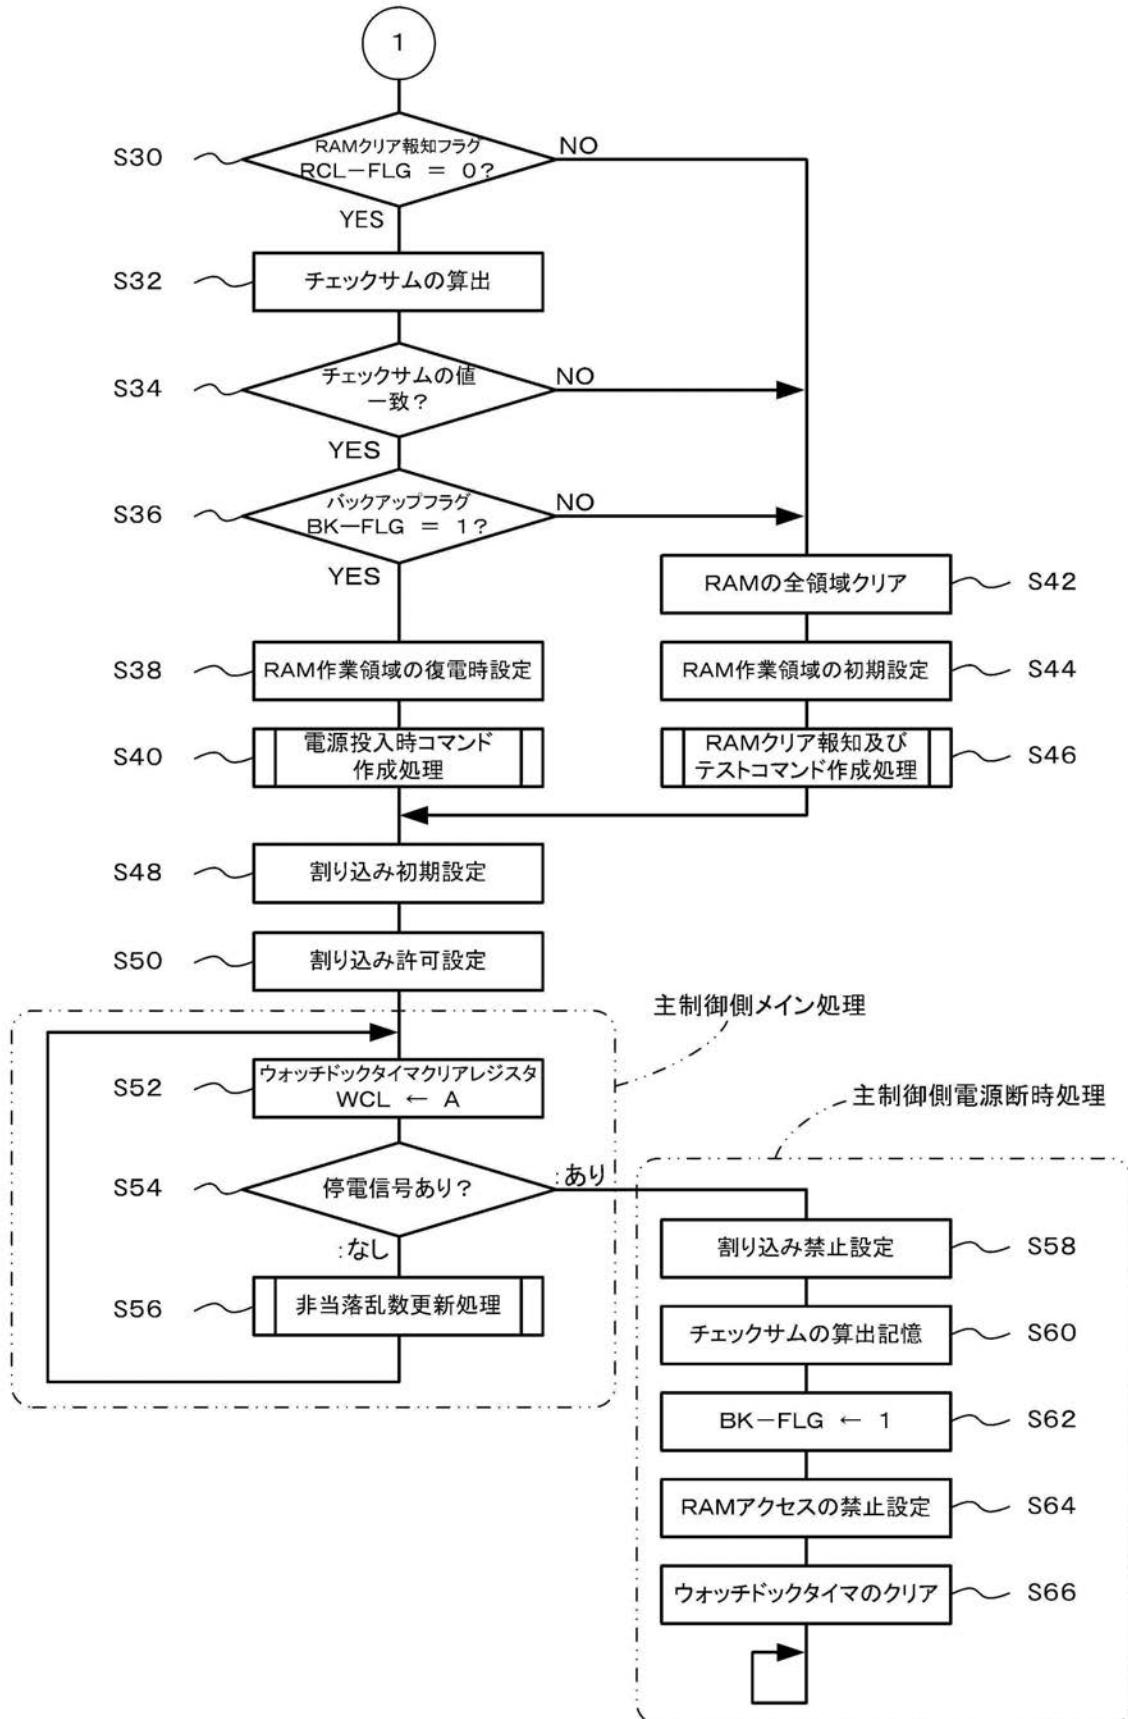 1
S30
RAMクリア報知フラグ
RCL-FLG = 0?
NO
YES
S32
チェックサムの算出
S34
チェックサムの値
一致?
NO
YES
S36
バックアップフラグ
BK-FLG = 1?
NO
YES
RAMの全領域クリア
S42
S38
RAM作業領域の復電時設定
RAM作業領域の初期設定
S44
S40
電源投入時コマンド
作成処理
RAMクリア報知及び
テストコマンド作成処理
S46
S48
割り込み初期設定
S50
割り込み許可設定
主制御側メイン処理
S52
ウォッチドックタイマクリアレジスタ
WCL ← A
主制御側電源断時処理
S54
停電信号あり?
:あり
:なし
割り込み禁止設定
S58
S56
非当落乱数更新処理
チェックサムの算出記憶
S60
BK-FLG ← 1
S62
RAMアクセスの禁止設定
S64
ウォッチドックタイマのクリア
S66